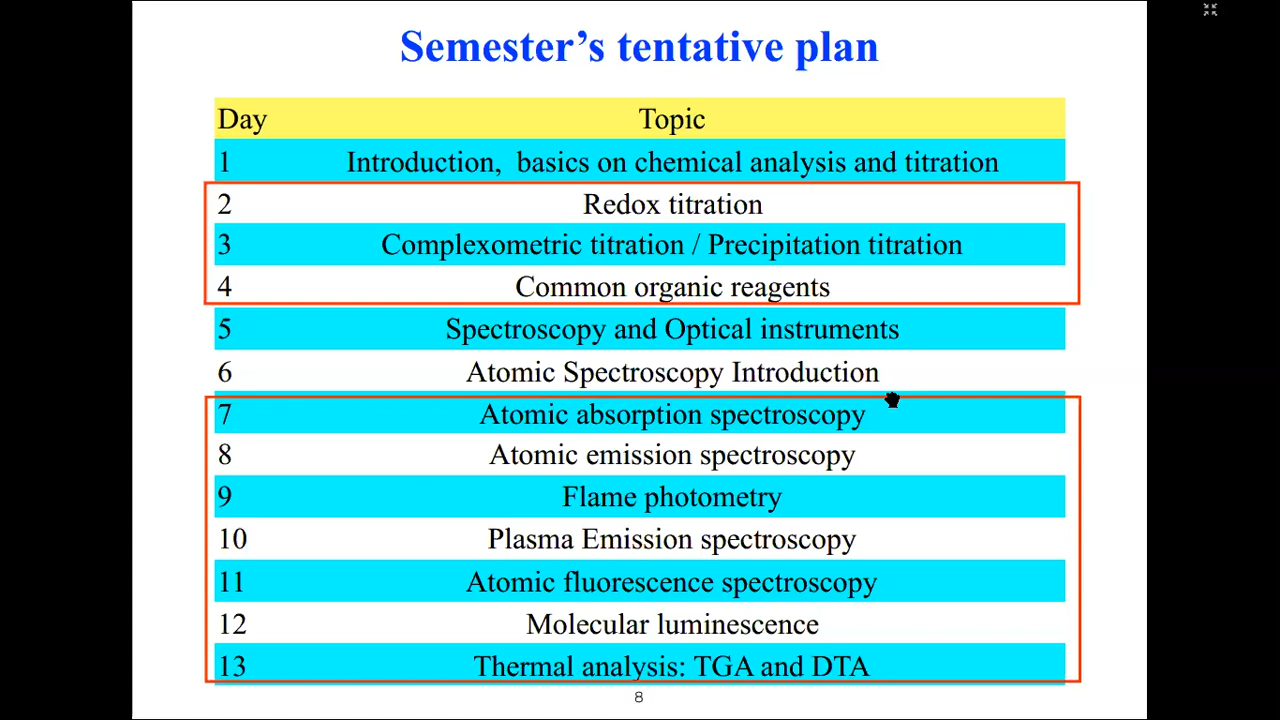 Semester’s tentative plan
Day Topic
1 Introduction,  basics on chemical analysis and titration
2 Redox titration
3 Complexometric titration / Precipitation titration
4 Common organic reagents
5 Spectroscopy and Optical instruments
6 Atomic Spectroscopy Introduction
7 Atomic absorption spectroscopy
8 Atomic emission spectroscopy
9 Flame photometry
10 Plasma Emission spectroscopy
11 Atomic fluorescence spectroscopy
12 Molecular luminescence
13 Thermal analysis: TGA and DTA
8